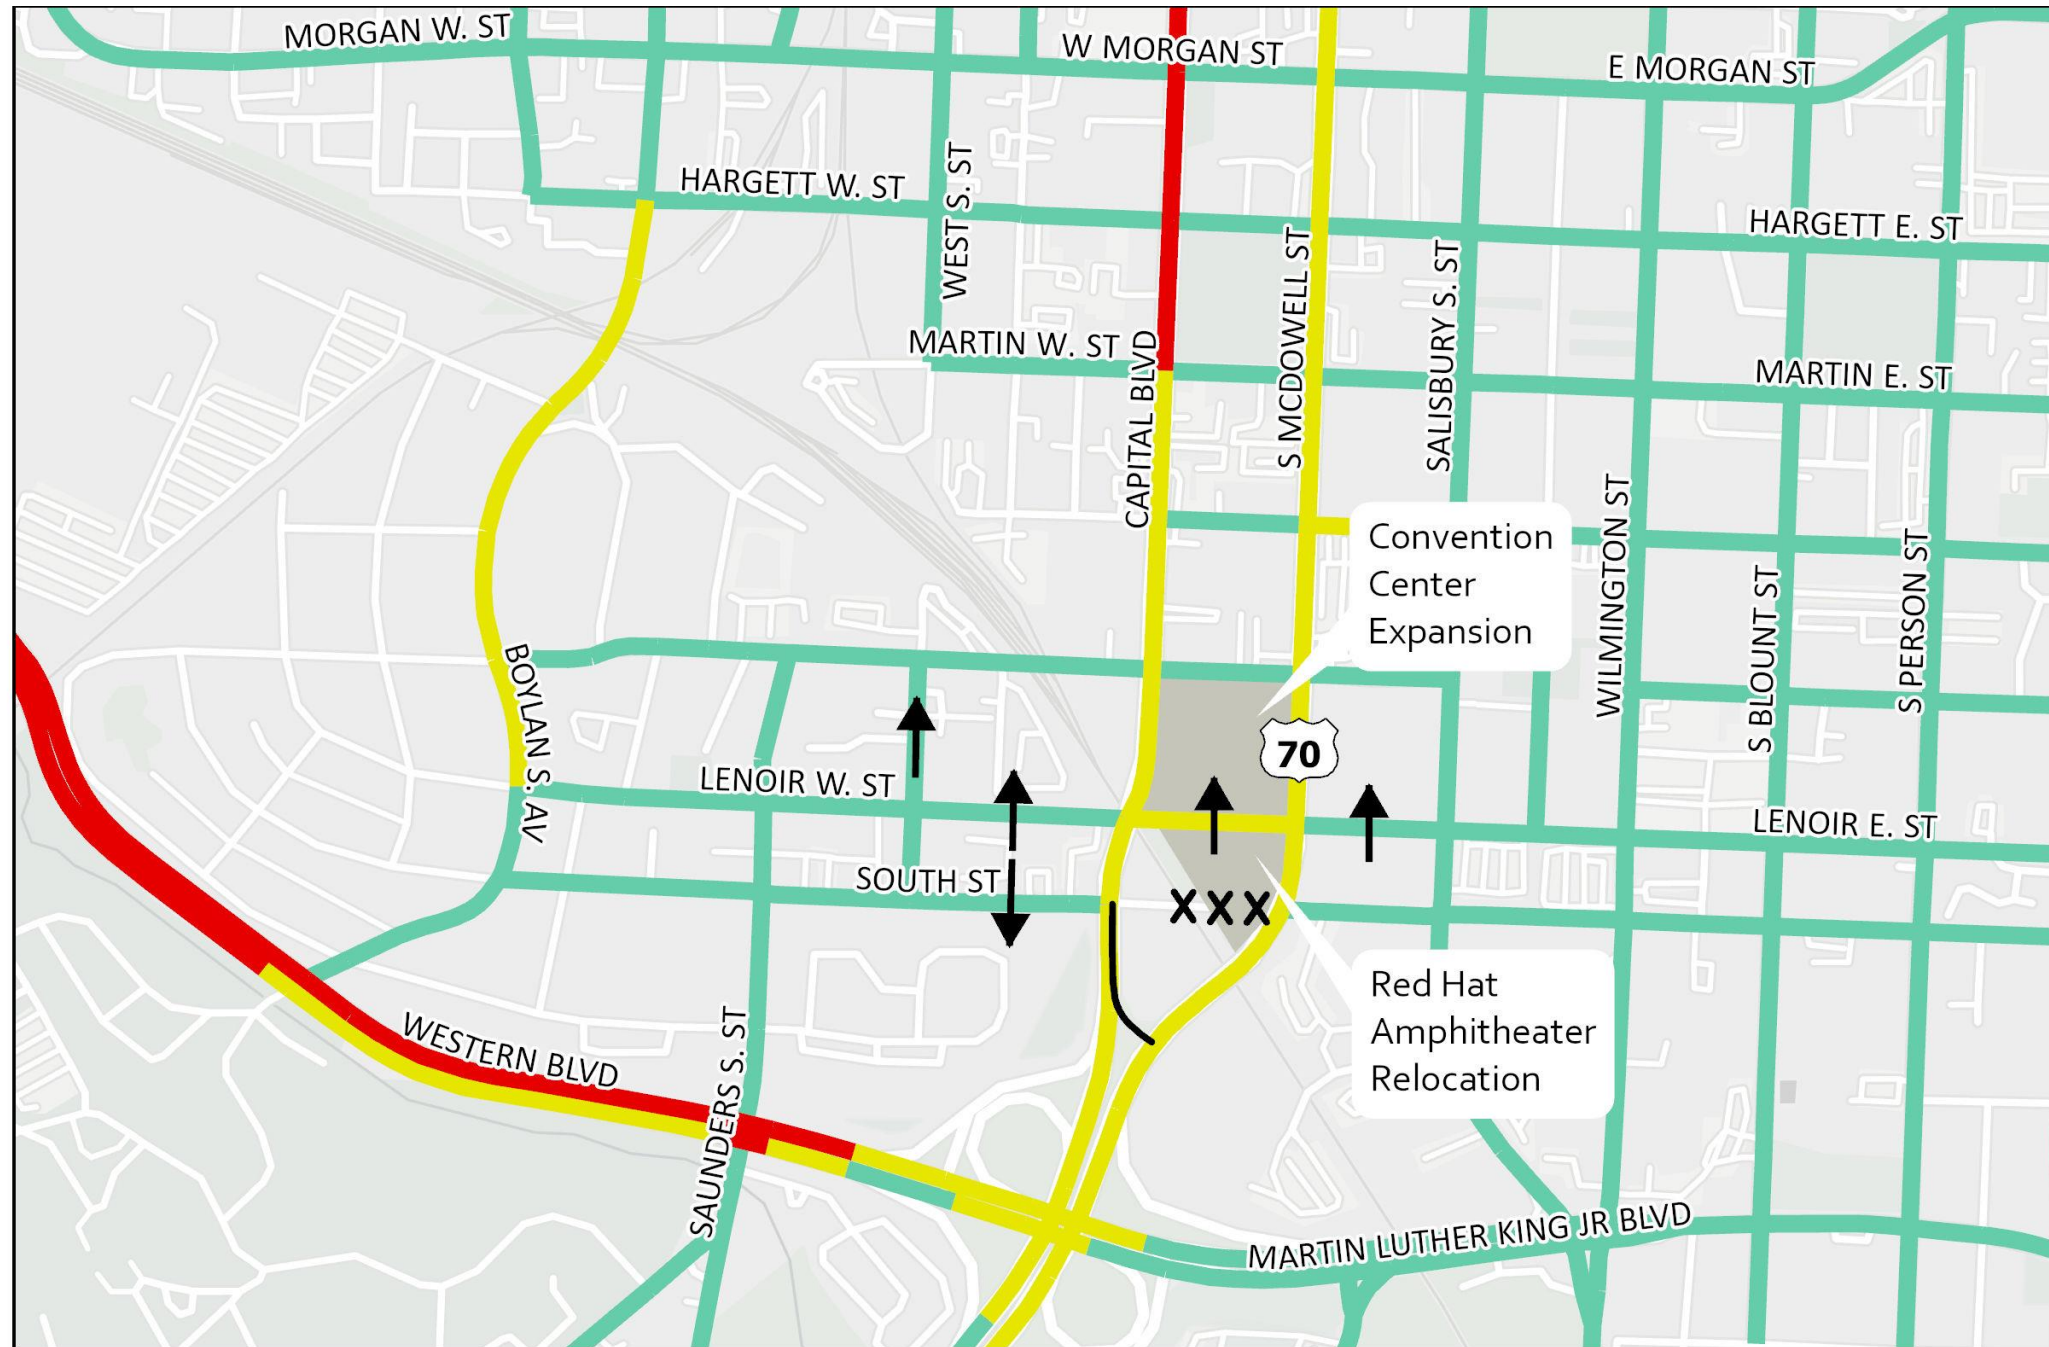 MORGAN W. ST
W MORGAN ST
E MORGAN ST
HARGETT W. ST
WEST S. ST
HARGETT E. ST
MARTIN W. ST
CAPITAL BLVD
S MCDOWELL ST
SALISBURY S. ST
MARTIN E. ST
Convention
Center
Expansion
WILMINGTON ST
S BLOUNT ST
S PERSON ST
BOYLAN S. AV
70
LENOIR W. ST
LENOIR E. ST
SOUTH ST
X X X
Red Hat
Amphitheater
Relocation
WESTERN BLVD
SAUNDERS S. ST
MARTIN LUTHER KING JR BLVD